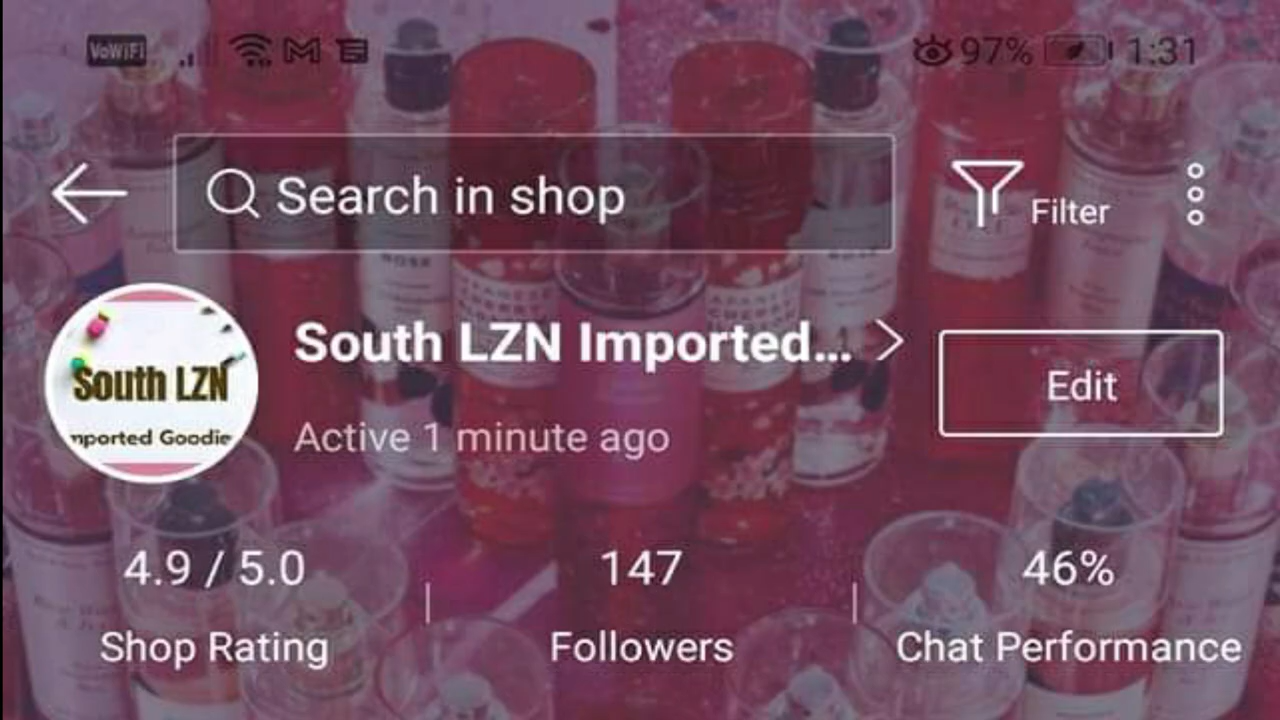 VoWiFi 97% 1:31
Search in shop
Filter
South LZN
mported Goodie
South LZN Imported...
Active 1 minute ago
Edit
4.9 / 5.0
147
46%
Shop Rating
Followers
Chat Performance